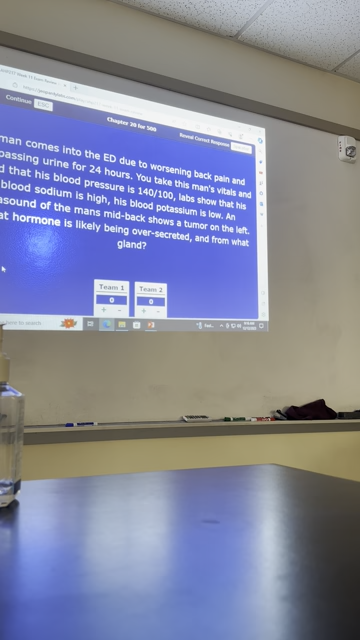 Continue ESC
Chapter 20 for 500
Reveal Correct Response
man comes into the ED due to worsening back pain and
passing urine for 24 hours. You take this man's vitals and
d that his blood pressure is 140/100, labs show that his
blood sodium is high, his blood potassium is low. An
asound of the mans mid-back shows a tumor on the left.
at hormone is likely being over-secreted, and from what
gland?
Team 1 Team 2
0 0
+ - + -
here to search